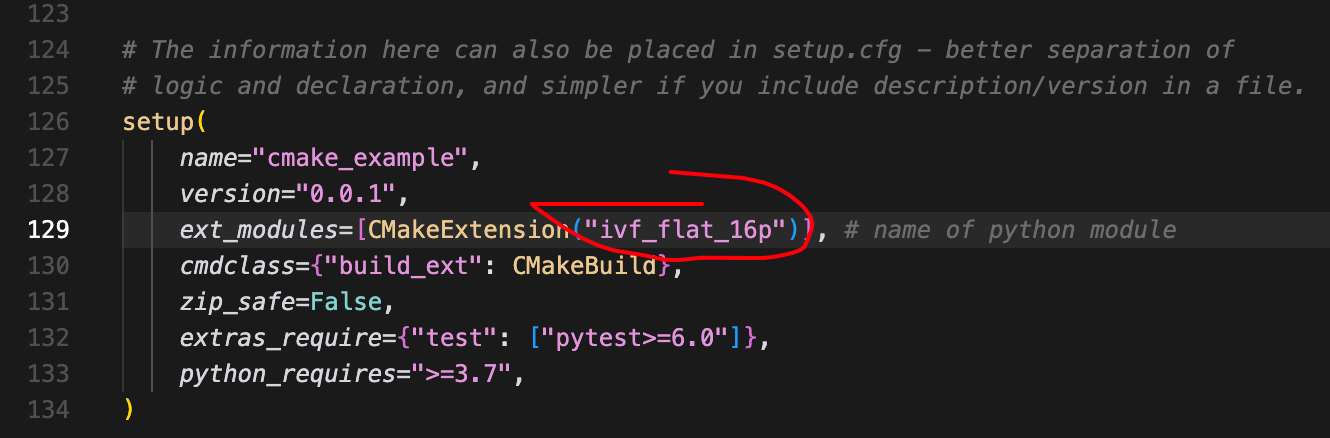 123
124 # The information here can also be placed in setup.cfg – better separation of
125 # logic and declaration, and simpler if you include description/version in a file.
126 setup(
127     name="cmake_example",
128     version="0.0.1",
129     ext_modules=[CMakeExtension("ivf_flat_16p")], # name of python module
130     cmdclass={"build_ext": CMakeBuild},
131     zip_safe=False,
132     extras_require={"test": ["pytest>=6.0"]},
133     python_requires=">=3.7",
134 )